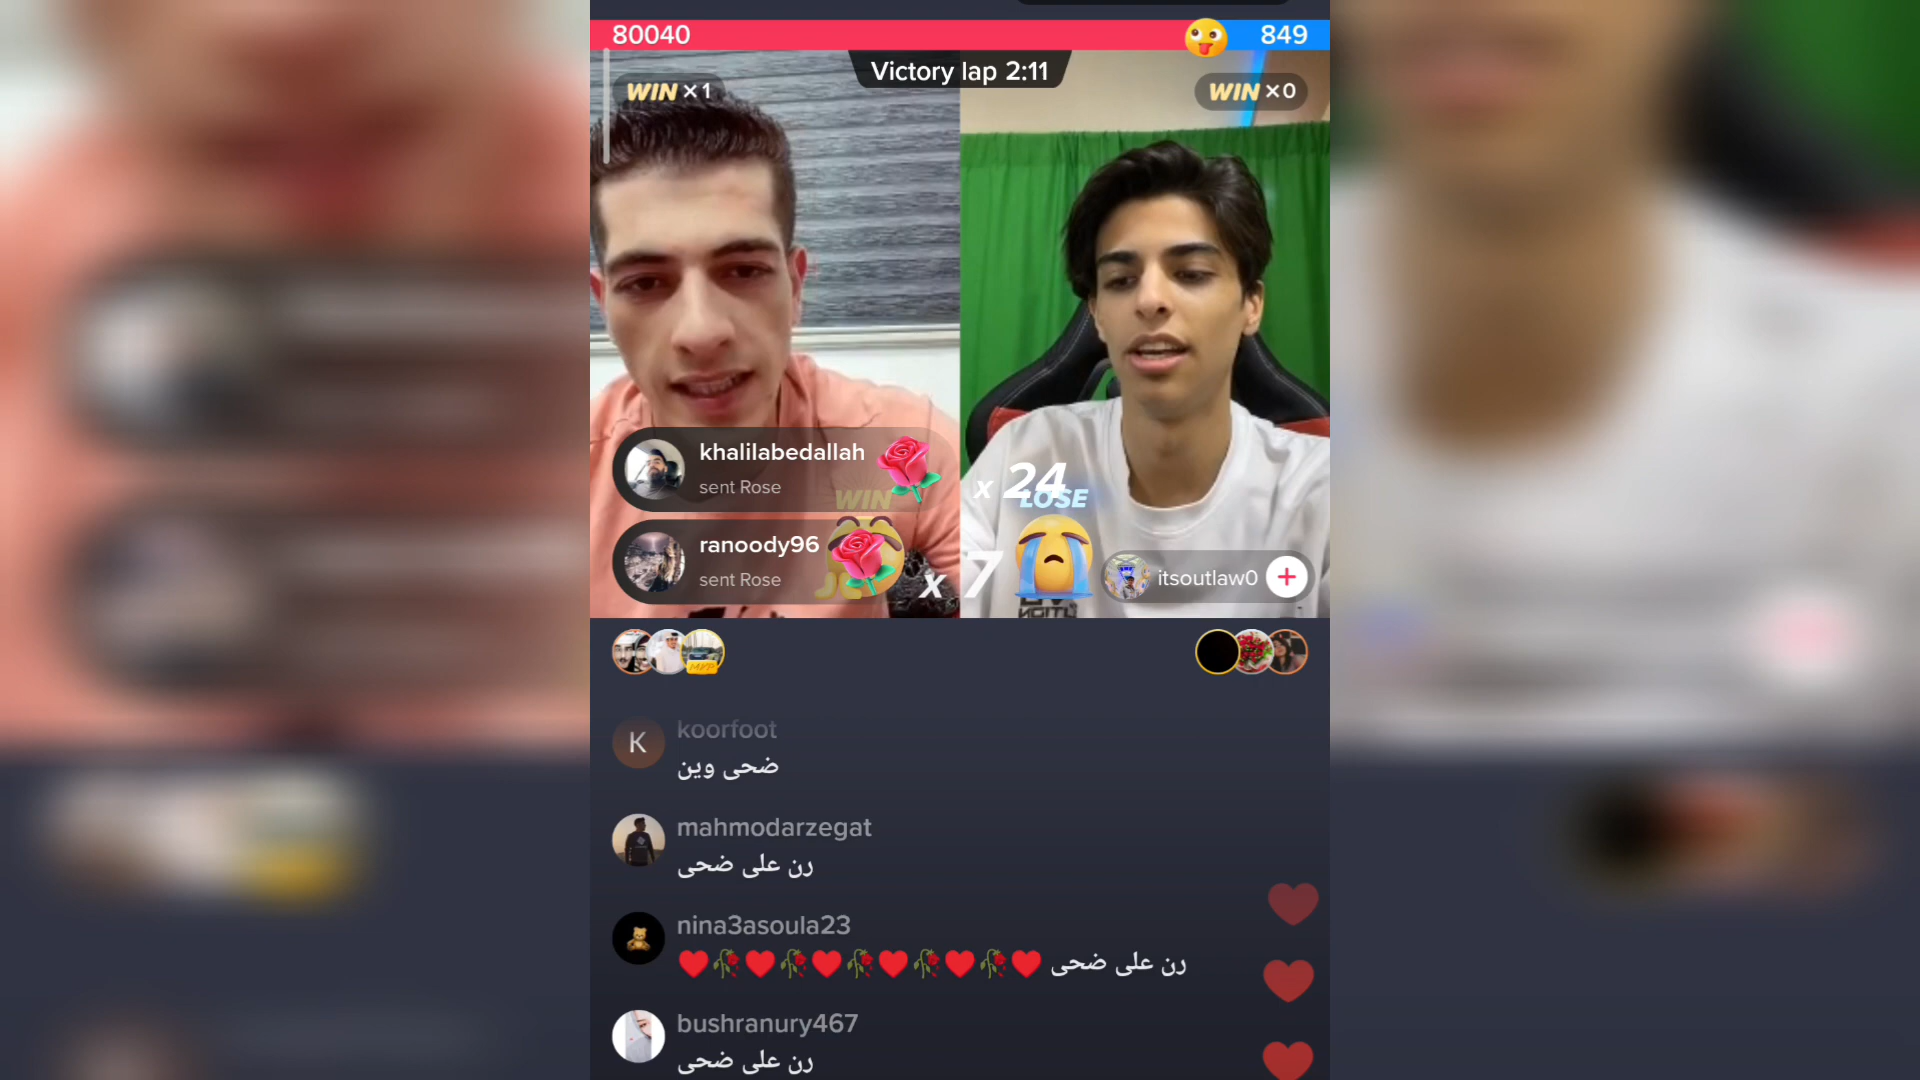 80040
849
Victory lap 2:11
WIN ×1
WIN ×0
khalilabedallah
sent Rose
x 24
WIN
LOSE
ranoody96
sent Rose
x 7
itsoutlaw0
MVP
K
koorfoot
ضحى وين
mahmodarzegat
رن على ضحى
nina3asoula23
❤️🥀❤️🥀❤️🥀❤️🥀❤️🥀❤️ رن على ضحى
bushranury467
رن على ضحى